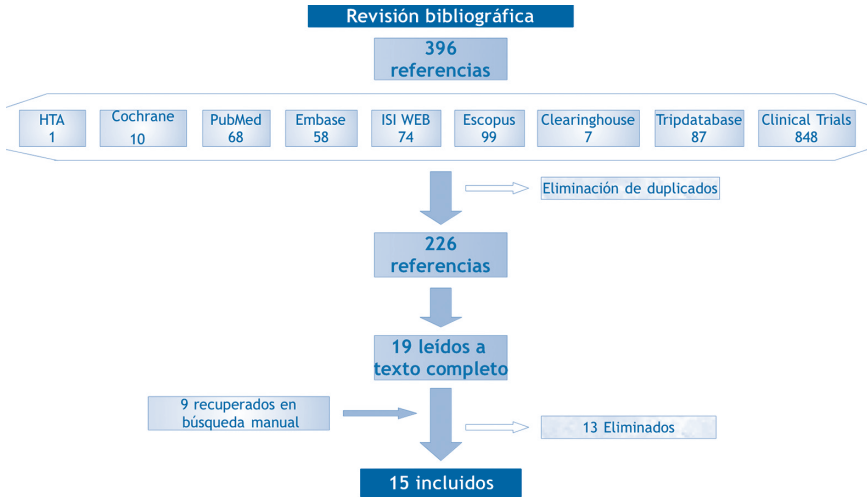 Revisión bibliográfica
396
referencias
HTA
1
Cochrane
10
PubMed
68
Embase
58
ISI WEB
74
Escopus
99
Clearinghouse
7
Tripdatabase
87
Clinical Trials
848
Eliminación de duplicados
226
referencias
19 leídos a
texto completo
9 recuperados en
búsqueda manual
13 Eliminados
15 incluidos